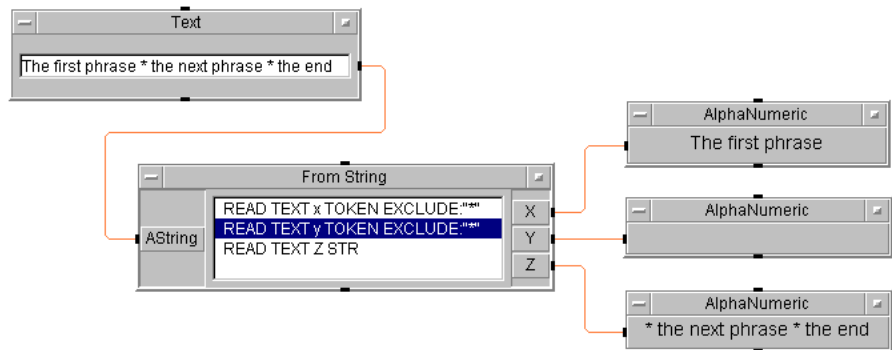 Text
The first phrase * the next phrase * the end
From String
AString
READ TEXT x TOKEN EXCLUDE:"*"
READ TEXT y TOKEN EXCLUDE:"*"
READ TEXT Z STR
X
Y
Z
AlphaNumeric
The first phrase
AlphaNumeric
AlphaNumeric
* the next phrase * the end